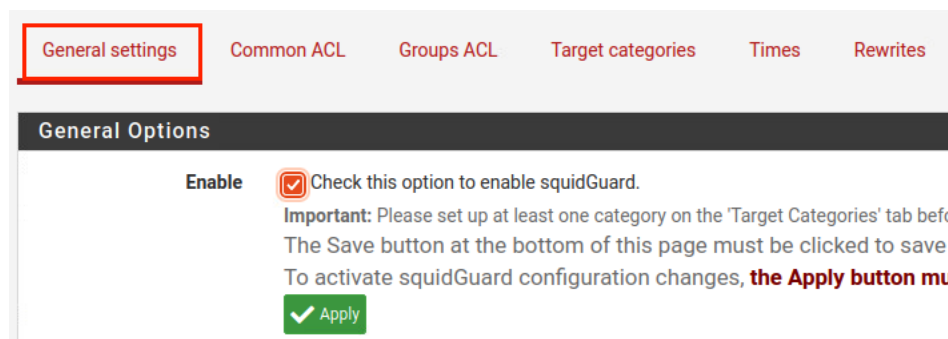 General settings Common ACL Groups ACL Target categories Times Rewrites
General Options
Enable Check this option to enable squidGuard.
Important: Please set up at least one category on the 'Target Categories' tab
The Save button at the bottom of this page must be clicked to save
To activate squidGuard configuration changes, the Apply button
Apply